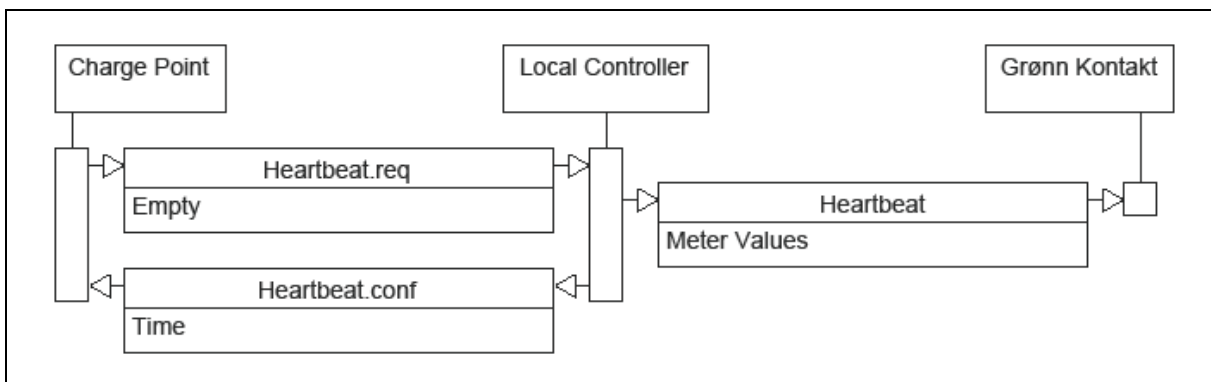 Charge Point
Local Controller
Grønn Kontakt
Heartbeat.req
Empty
Heartbeat
Meter Values
Heartbeat.conf
Time